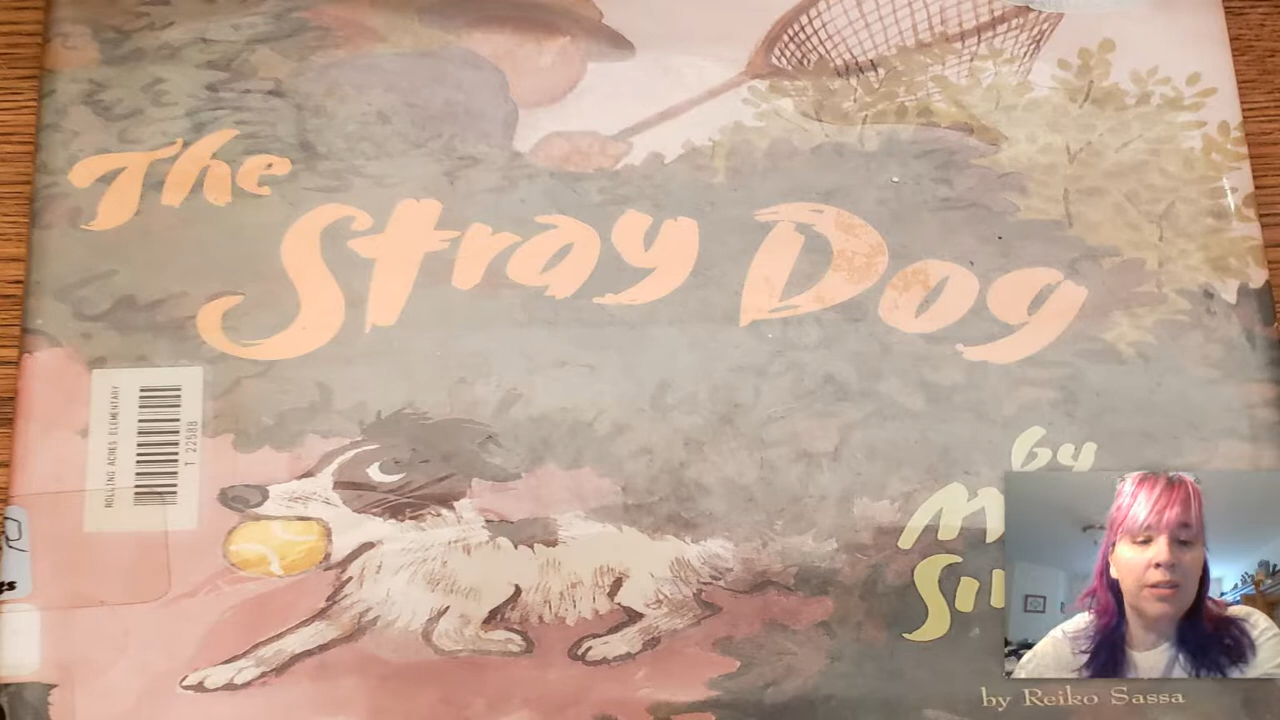 The
Stray Dog
ROLLING ACRES ELEMENTARY
T 22588
by
by Reiko Sassa